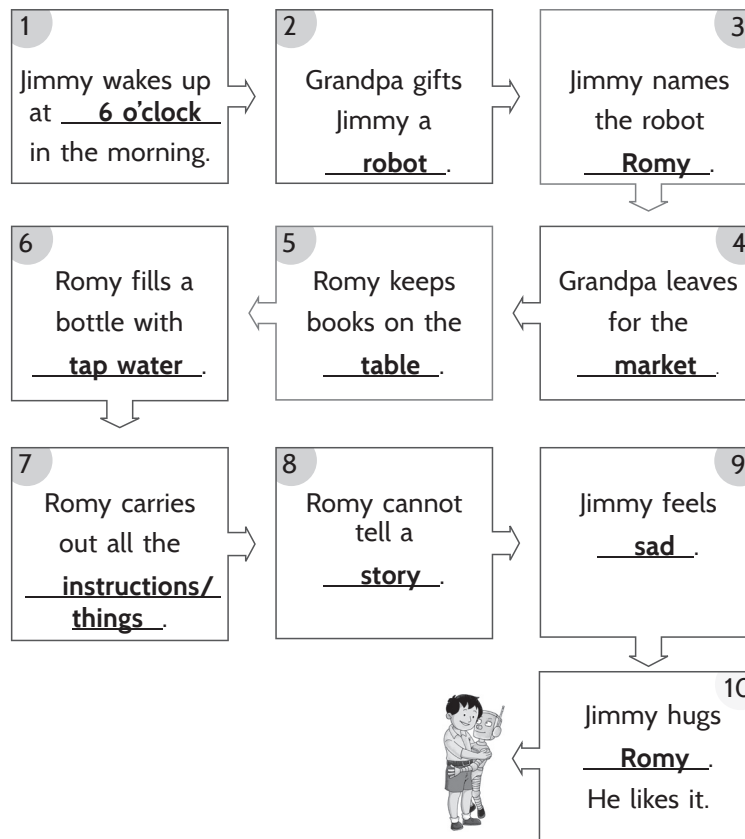 1
Jimmy wakes up
at 6 o'clock
in the morning.
2
Grandpa gifts
Jimmy a
robot.
3
Jimmy names
the robot
Romy.
4
Grandpa leaves
for the
market.
5
Romy keeps
books on the
table.
6
Romy fills a
bottle with
tap water.
7
Romy carries
out all the
instructions/
things.
8
Romy cannot
tell a
story.
9
Jimmy feels
sad.
10
Jimmy hugs
Romy.
He likes it.